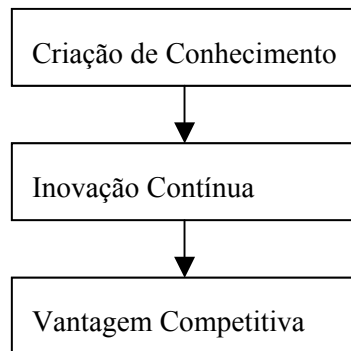 Criação de Conhecimento
Inovação Contínua
Vantagem Competitiva